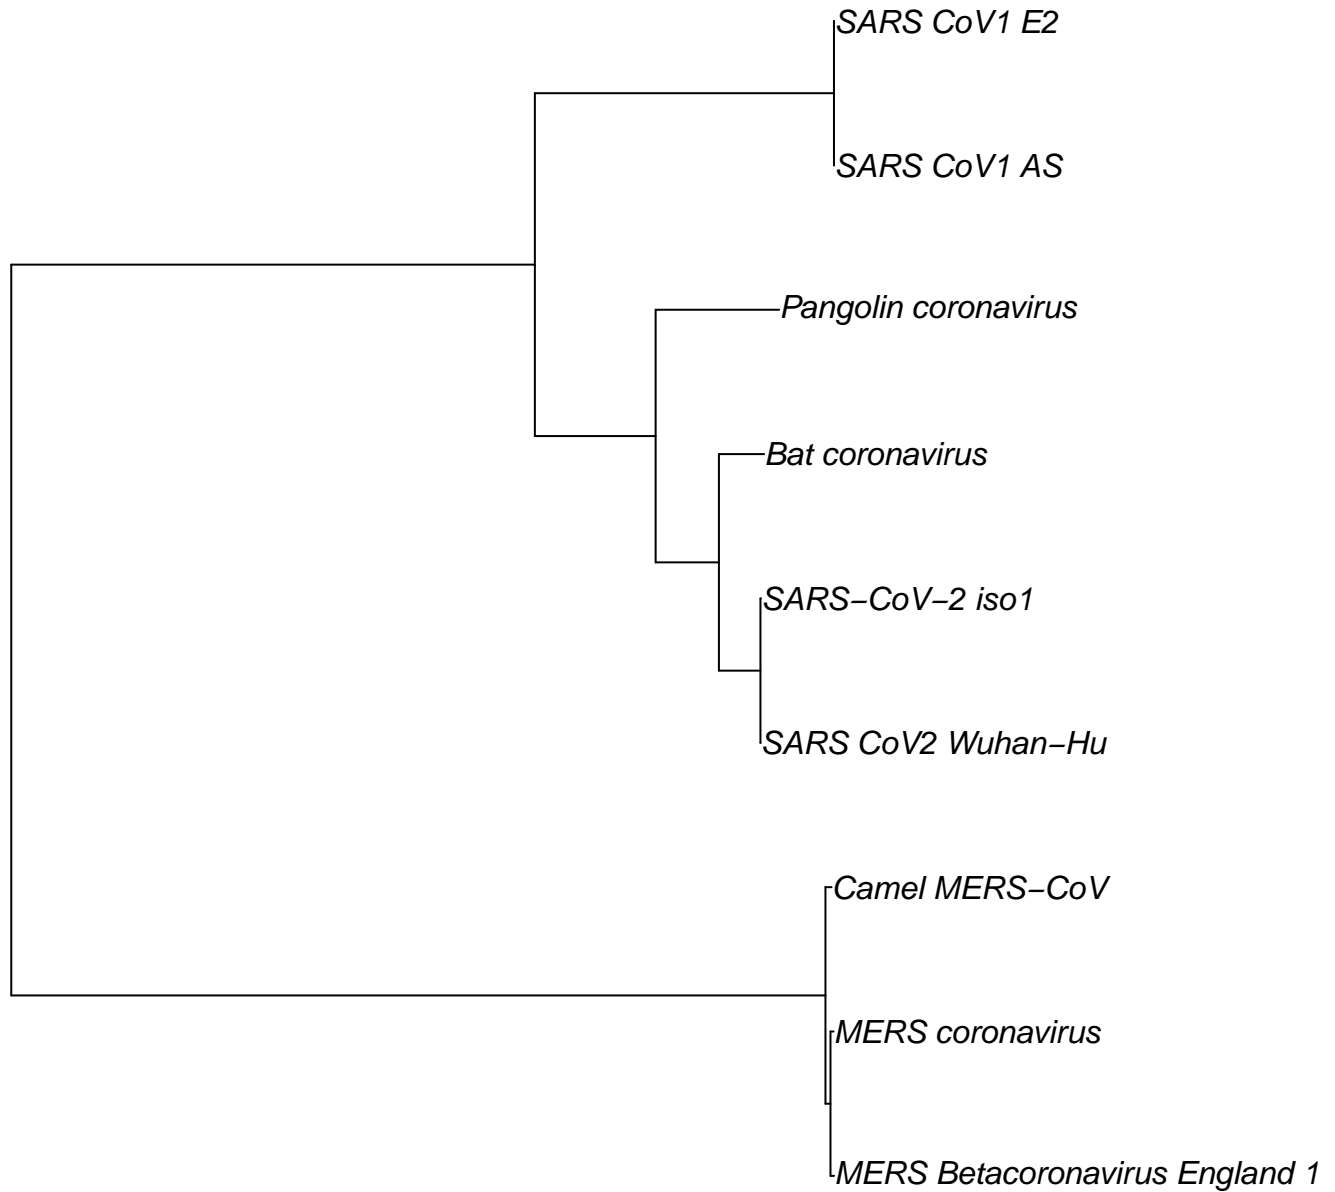 SARS CoV1 E2
SARS CoV1 AS
Pangolin coronavirus
Bat coronavirus
SARS−CoV−2 iso1
SARS CoV2 Wuhan−Hu
Camel MERS−CoV
MERS coronavirus
MERS Betacoronavirus England 1